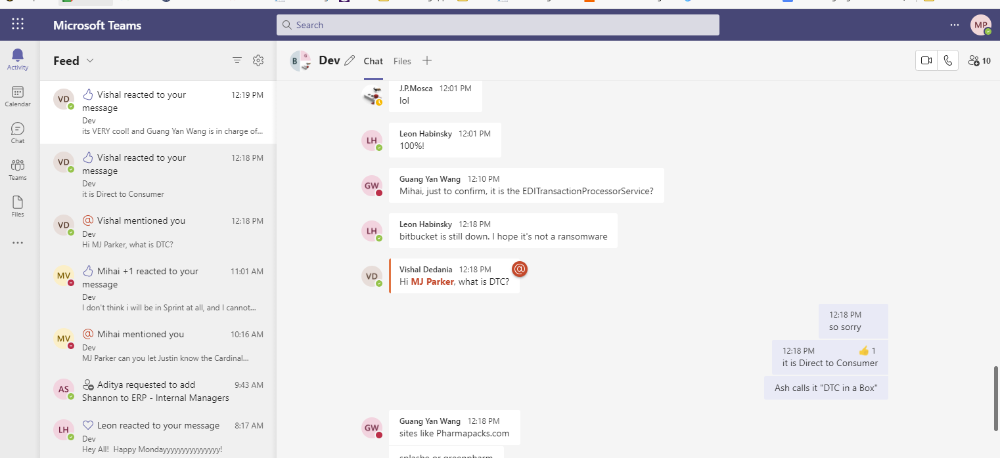 Microsoft Teams
Search
MP
Activity
Calendar
Chat
Teams
Files
Feed
VD
Vishal reacted to your
message
12:19 PM
Dev
its VERY cool! and Guang Yan Wang is in charge of...
VD
Vishal reacted to your
message
12:18 PM
Dev
it is Direct to Consumer
VD
Vishal mentioned you
12:18 PM
Dev
Hi MJ Parker, what is DTC?
MV
Mihai +1 reacted to your
message
11:01 AM
Dev
I don't think i will be in Sprint at all, and I cannot...
MV
Mihai mentioned you
10:16 AM
Dev
MJ Parker can you let Justin know the Cardinal...
AS
Aditya requested to add
Shannon to ERP - Internal Managers
9:43 AM
LH
Leon reacted to your message
8:17 AM
Dev
Hey All! Happy Mondayyyyyyyyyyyyyyy!
B
G
Dev
Chat
Files
10
J.P.Mosca 12:01 PM
lol
LH
Leon Habinsky 12:01 PM
100%!
GW
Guang Yan Wang 12:10 PM
Mihai, just to confirm, it is the EDITransactionProcessorService?
LH
Leon Habinsky 12:18 PM
bitbucket is still down. I hope it's not a ransomware
VD
Vishal Dedania 12:18 PM
@
Hi MJ Parker, what is DTC?
12:18 PM
so sorry
12:18 PM 👍 1
it is Direct to Consumer
Ash calls it "DTC in a Box"
GW
Guang Yan Wang 12:18 PM
sites like Pharmapacks.com